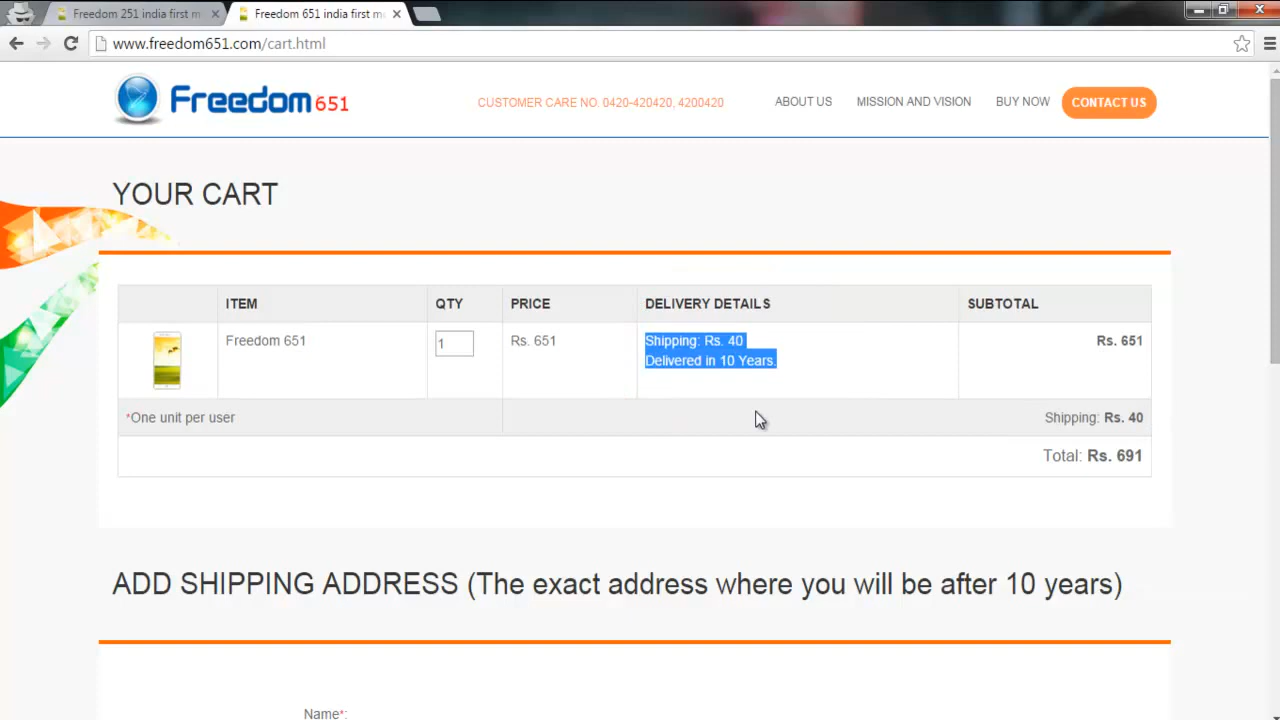 Freedom 251 india first m
Freedom 651 india first m
www.freedom651.com/cart.html
Freedom 651
CUSTOMER CARE NO. 0420-420420, 4200420
ABOUT US
MISSION AND VISION
BUY NOW
CONTACT US
YOUR CART
ITEM QTY PRICE DELIVERY DETAILS SUBTOTAL
Freedom 651 1 Rs. 651 Shipping: Rs. 40 Rs. 651
Delivered in 10 Years.
*One unit per user Shipping: Rs. 40
Total: Rs. 691
ADD SHIPPING ADDRESS (The exact address where you will be after 10 years)
Name*: